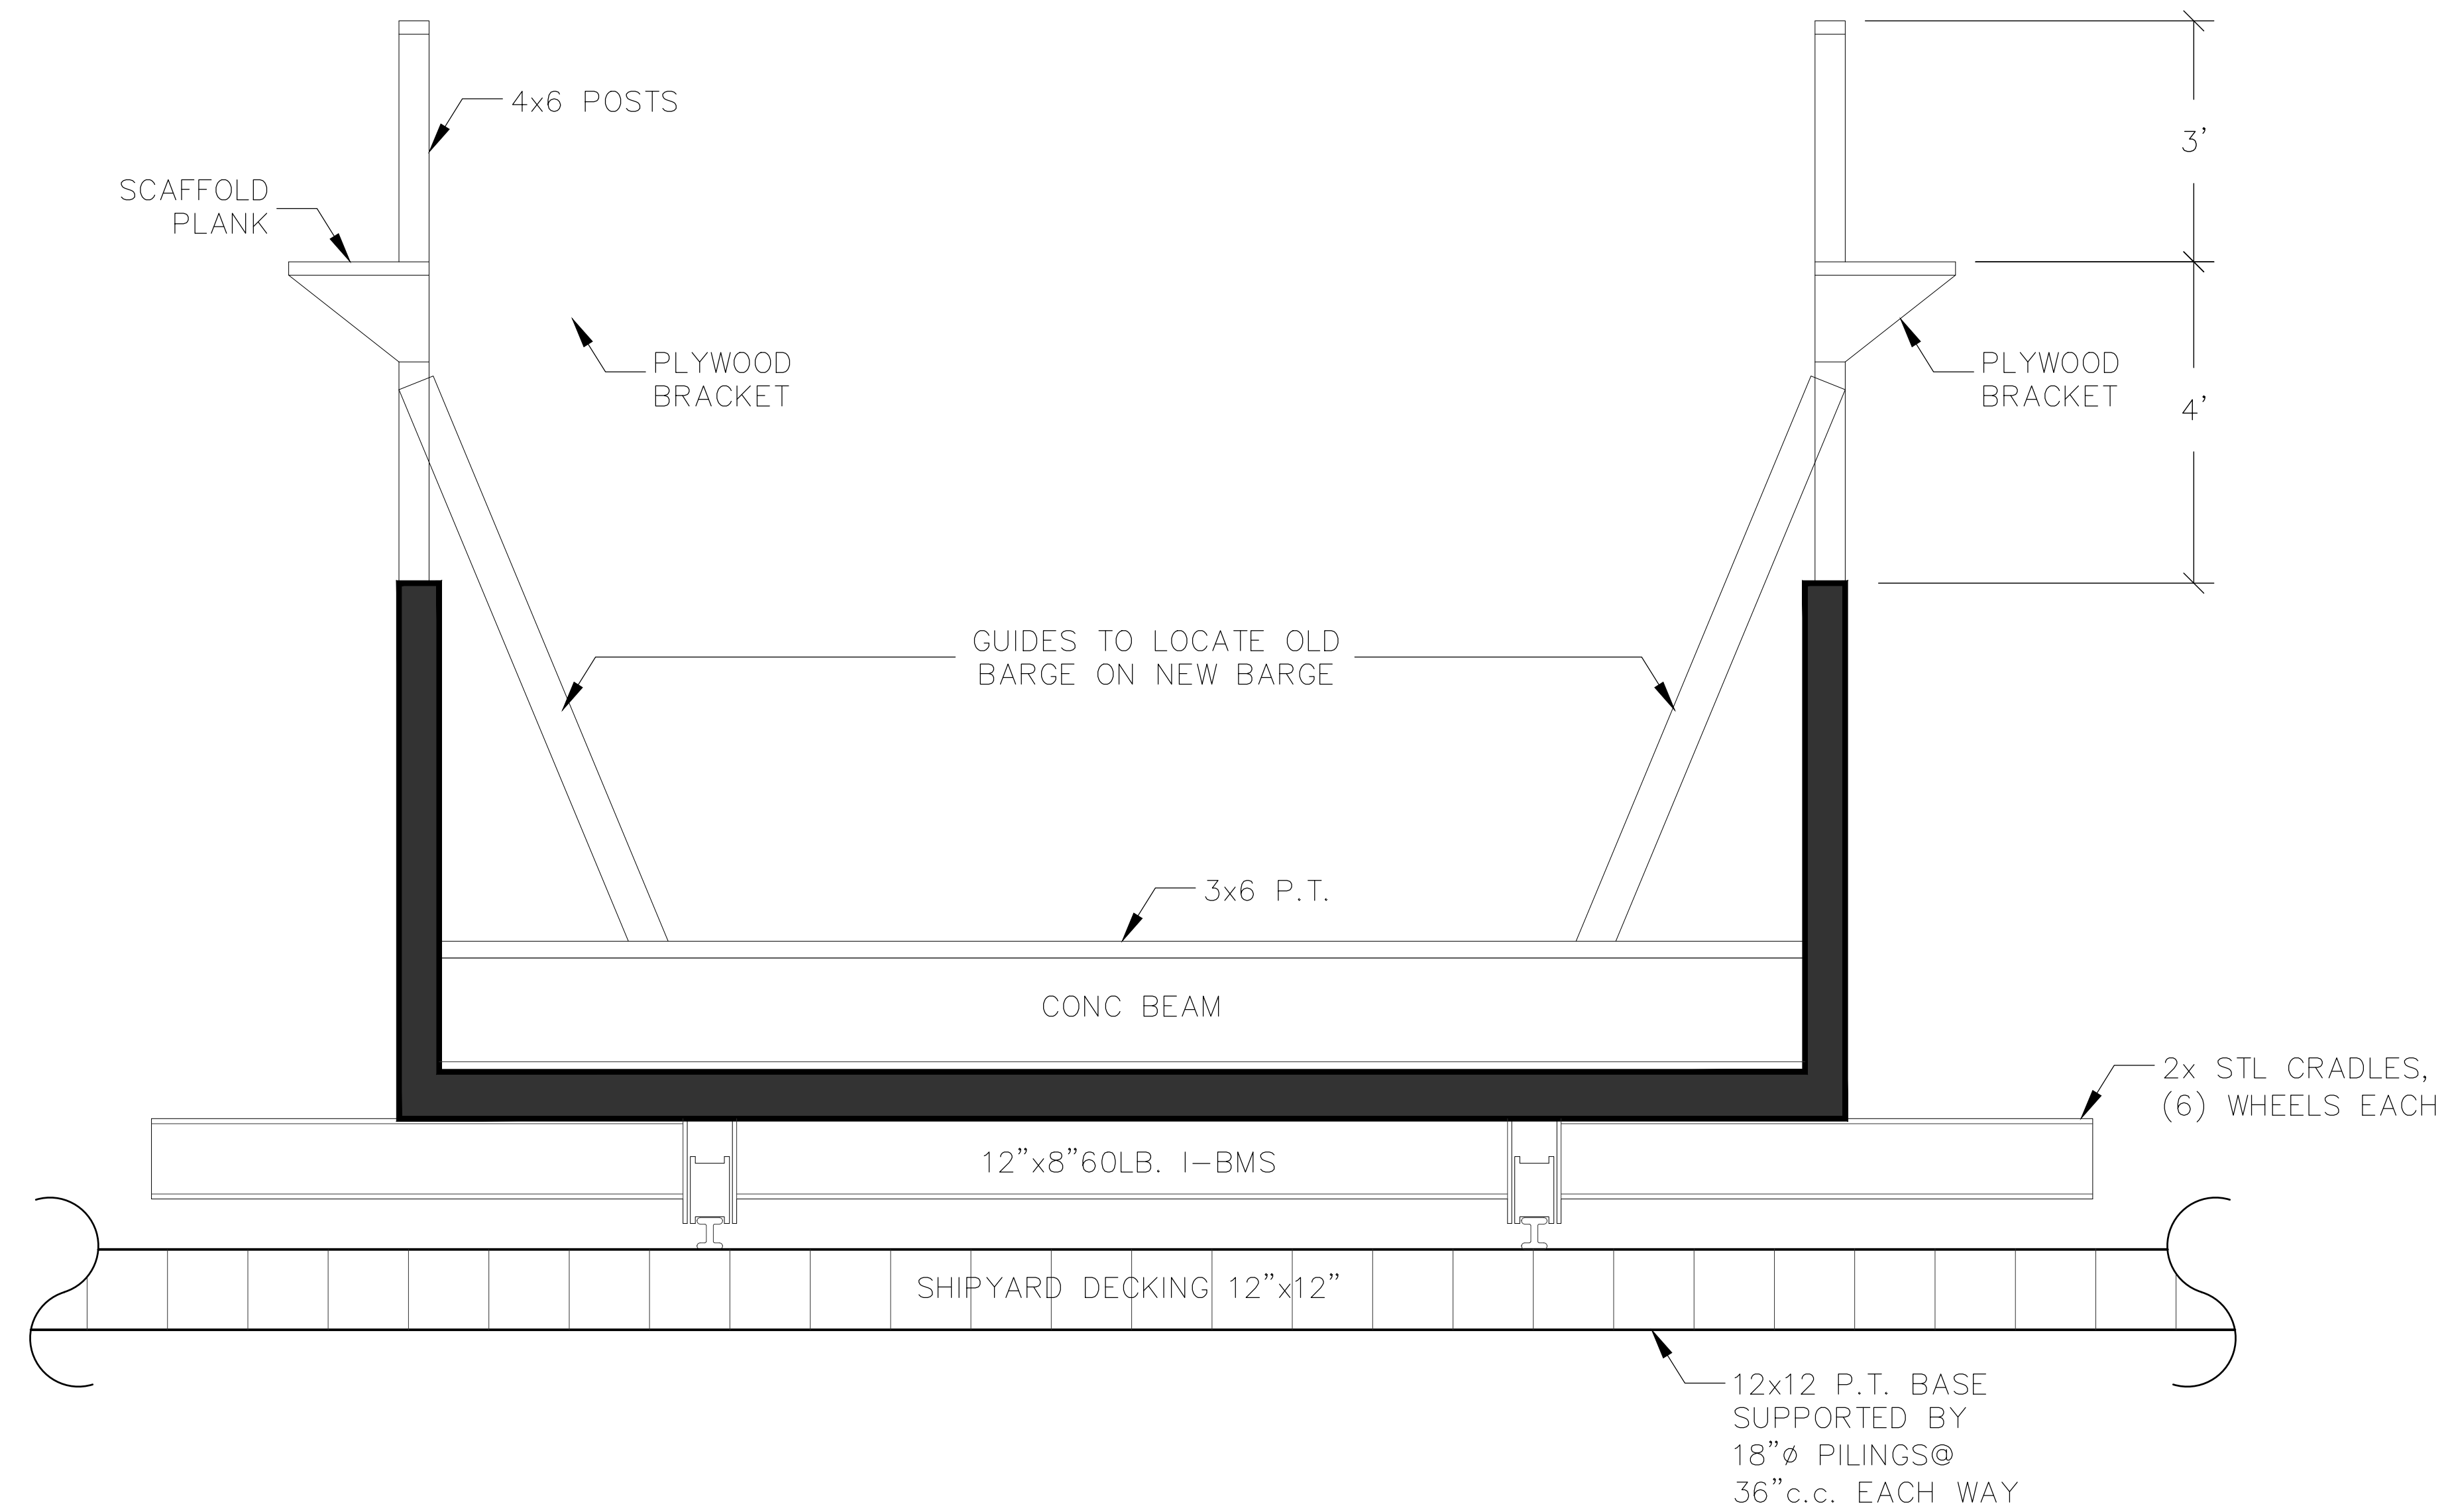 4x6 POSTS
3'
SCAFFOLD
PLANK
PLYWOOD
BRACKET
PLYWOOD
BRACKET
4'
GUIDES TO LOCATE OLD
BARGE ON NEW BARGE
3x6 P.T.
CONC BEAM
2x STL CRADLES,
(6) WHEELS EACH
12"x8"60LB. I-BMS
SHIPYARD DECKING 12"x12"
12x12 P.T. BASE
SUPPORTED BY
18"ø PILINGS@
36"c.c. EACH WAY